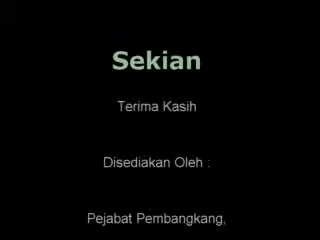 Sekian
Terima Kasih
Disediakan Oleh :
Pejabat Pembangkang,